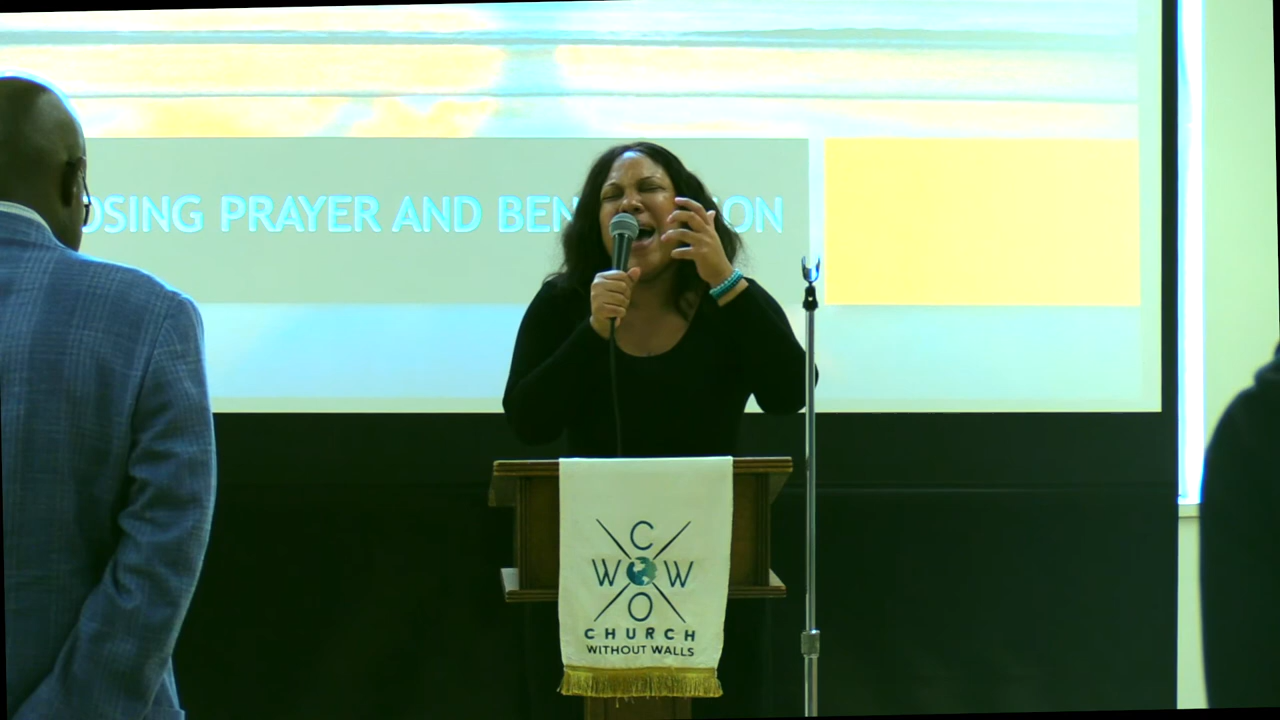 OSING PRAYER AND BEN ON
C
W W
O
CHURCH
WITHOUT WALLS